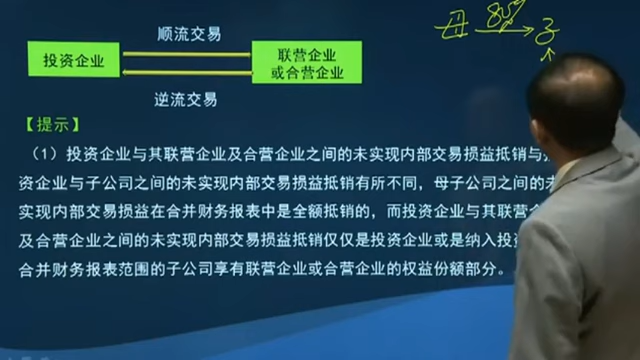 母 80% 子
顺流交易
投资企业
联营企业
或合营企业
逆流交易
【提示】
（1）投资企业与其联营企业及合营企业之间的未实现内部交易损益抵销与
资企业与子公司之间的未实现内部交易损益抵销有所不同，母子公司之间的未
实现内部交易损益在合并财务报表中是全额抵销的，而投资企业与其联营
及合营企业之间的未实现内部交易损益抵销仅仅是投资企业或是纳入投
合并财务报表范围的子公司享有联营企业或合营企业的权益份额部分。